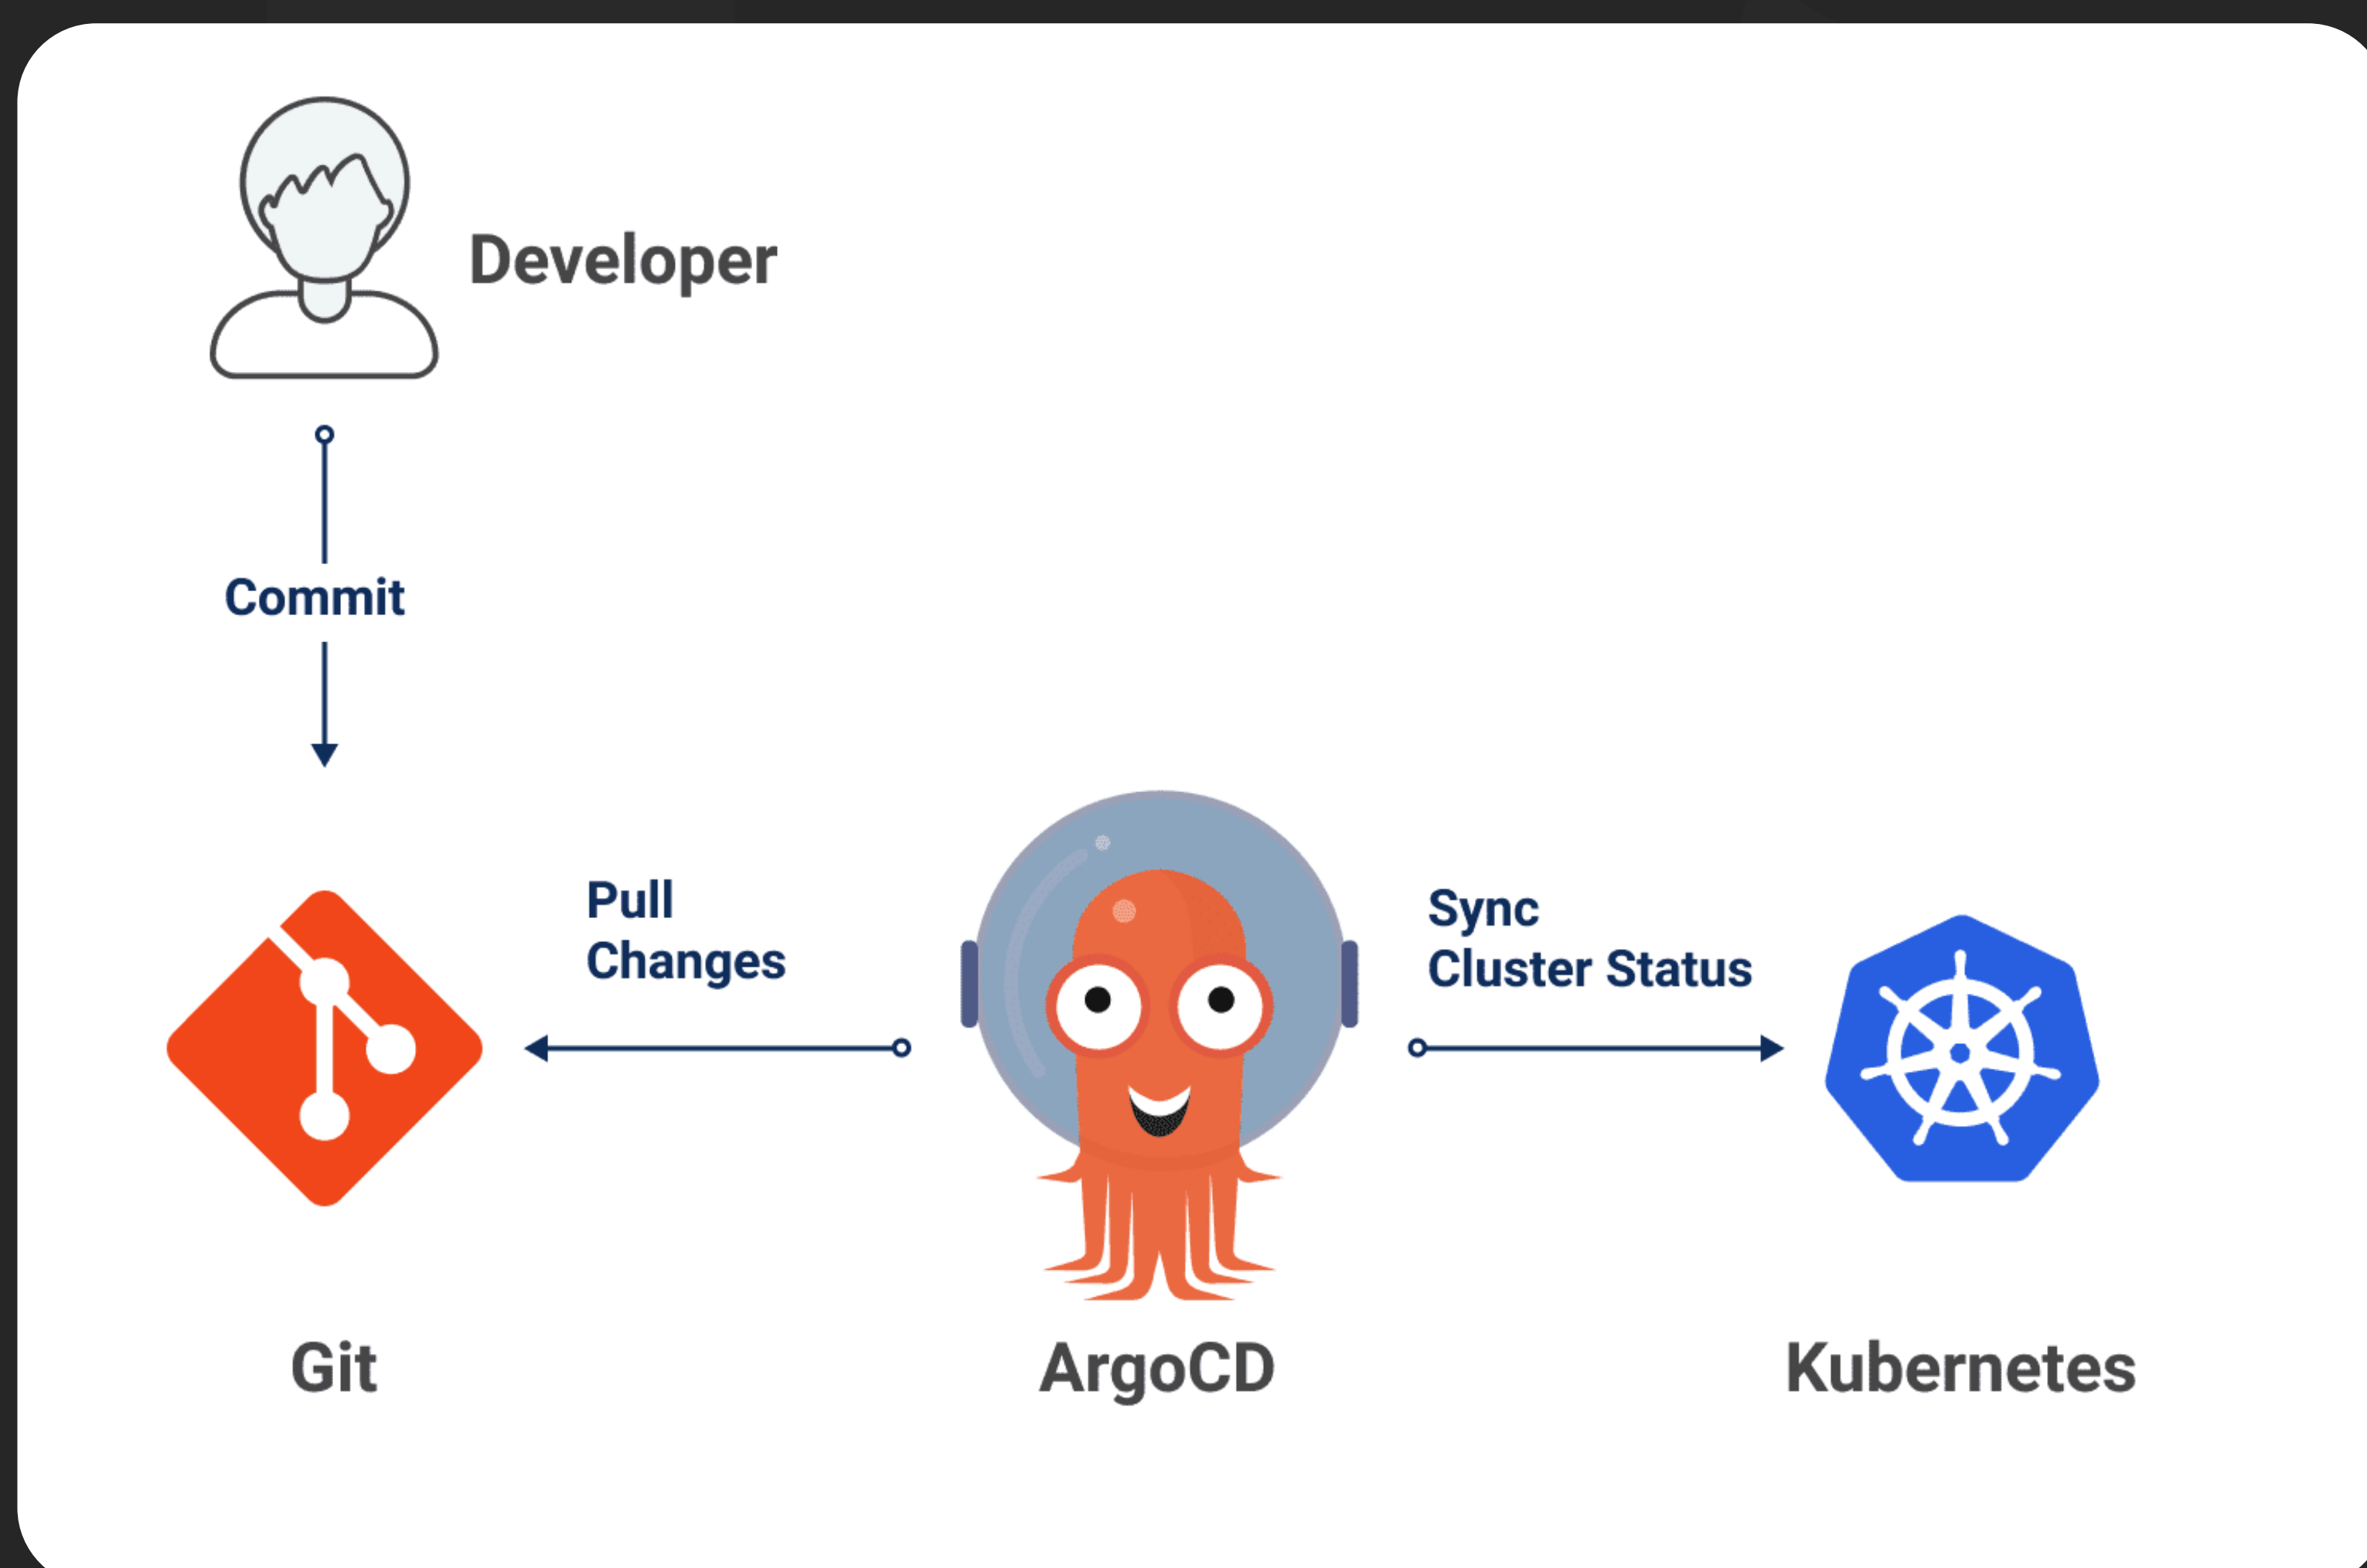 Developer
Commit
Pull
Changes
Sync
Cluster Status
Git
ArgoCD
Kubernetes